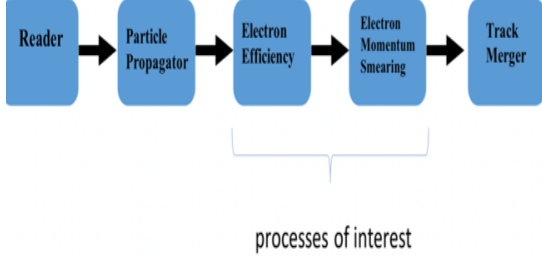 Reader
Particle
Propagator
Electron
Efficiency
Electron
Momentum
Smearing
Track
Merger
processes of interest